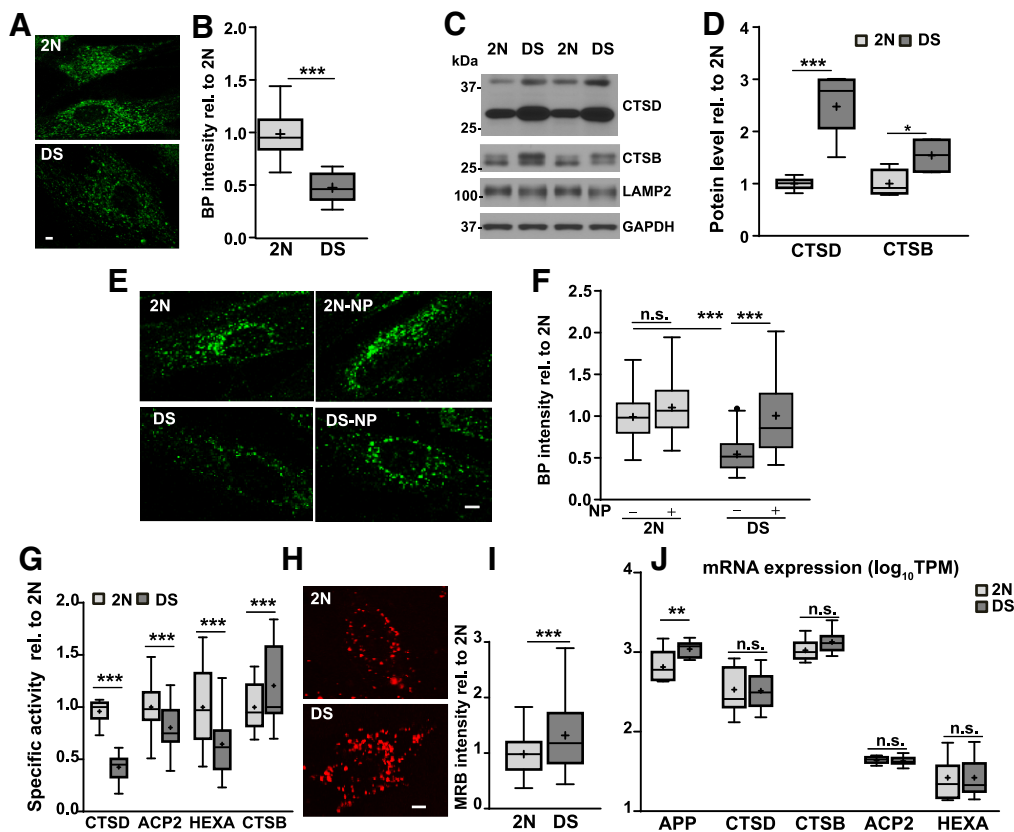 A
2N
DS
B
BP intensity rel. to 2N
1.5
1.0
0.5
0.0
***
2N DS
C
2N DS 2N DS
kDa
37
25
CTSD
25
CTSB
100
LAMP2
37
GAPDH
D
2N DS
Potein level rel. to 2N
4
3
2
1
0
***
*
CTSD CTSB
E
2N
2N-NP
DS
DS-NP
F
BP intensity rel. to 2N
2.5
2.0
1.5
1.0
0.5
0.0
n.s.
***
***
NP − + − +
2N DS
G
2N DS
Specific activity rel. to 2N
2.0
1.5
1.0
0.5
0.0
***
***
***
***
CTSD ACP2 HEXA CTSB
H
2N
DS
I
MRB intensity rel. to 2N
3
2
1
0
***
2N DS
J
mRNA expression (log₁₀TPM)
2N
DS
4
3
2
1
**
n.s.
n.s.
n.s.
n.s.
APP CTSD CTSB ACP2 HEXA